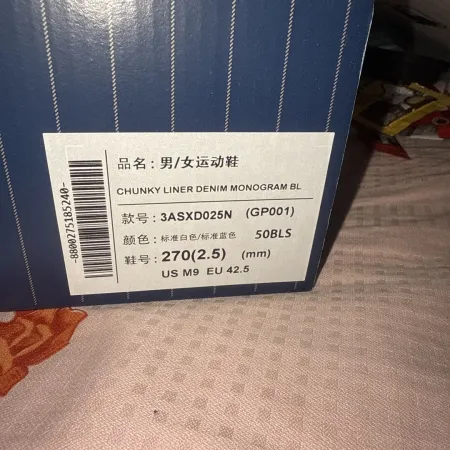 品名：男/女运动鞋
CHUNKY LINER DENIM MONOGRAM BL
款号：3ASXD025N (GP001)
颜色：标准白色/标准蓝色 50BLS
鞋号：270(2.5) (mm)
US M9 EU 42.5
-8800275185240-